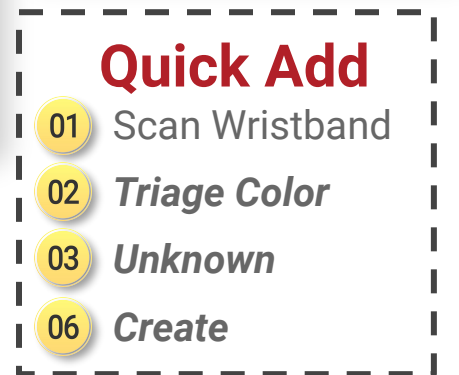 Quick Add
01 Scan Wristband
02 Triage Color
03 Unknown
06 Create